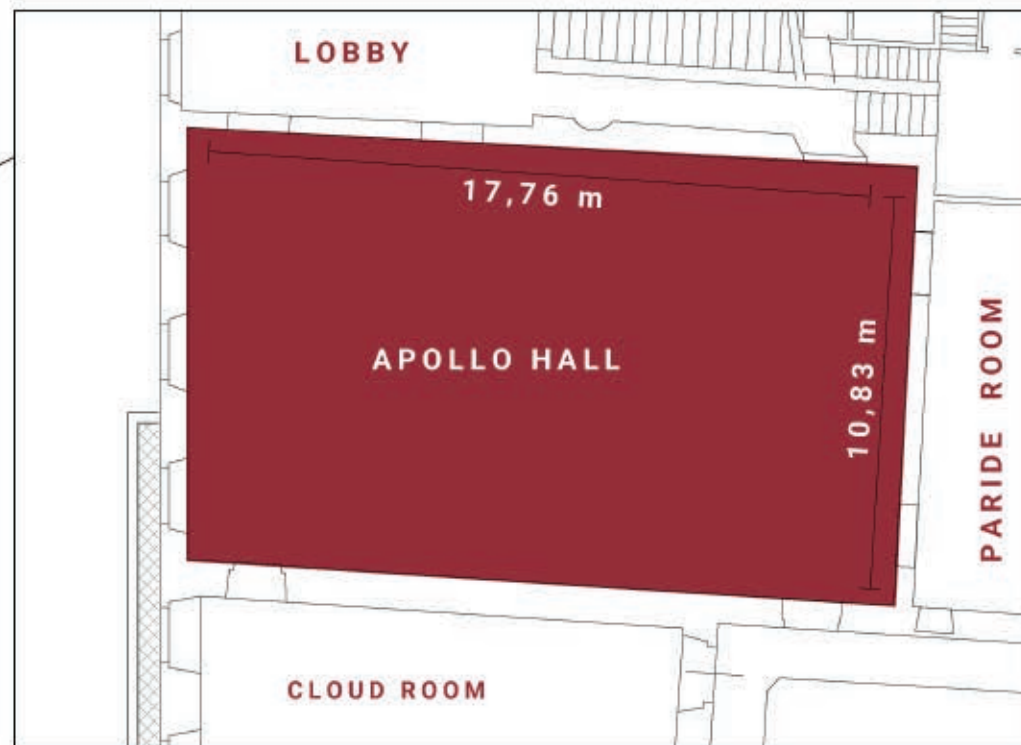 LOBBY
17,76 m
APOLLO HALL
10,83 m
PARIDE ROOM
CLOUD ROOM